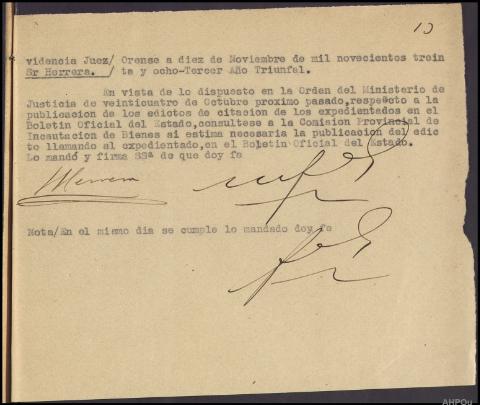 10
videncia Juez/ Orense a diez de Noviembre de mil novecientos trein
Sr Herrera. / ta y ocho-Tercer Año Triunfal.
En vista de lo dispuesto en la Orden del Ministerio de
Justicia de veinticuatro de Octubre proximo pasado,respecto a la
publicacion de los edictos de citacion de los expedientados en el
Boletin Oficial del Estado,consultese a la Comision Provincial de
Incautacion de Bienes si estima necesaria la publicacion del edic
to llamando al expedientado,en el Boletin Oficial del Estado.
Lo mandó y firma SSª de que doy fe
Herrera
Nota/En el mismo dia se cumple lo mandado doy fe
AHPOu